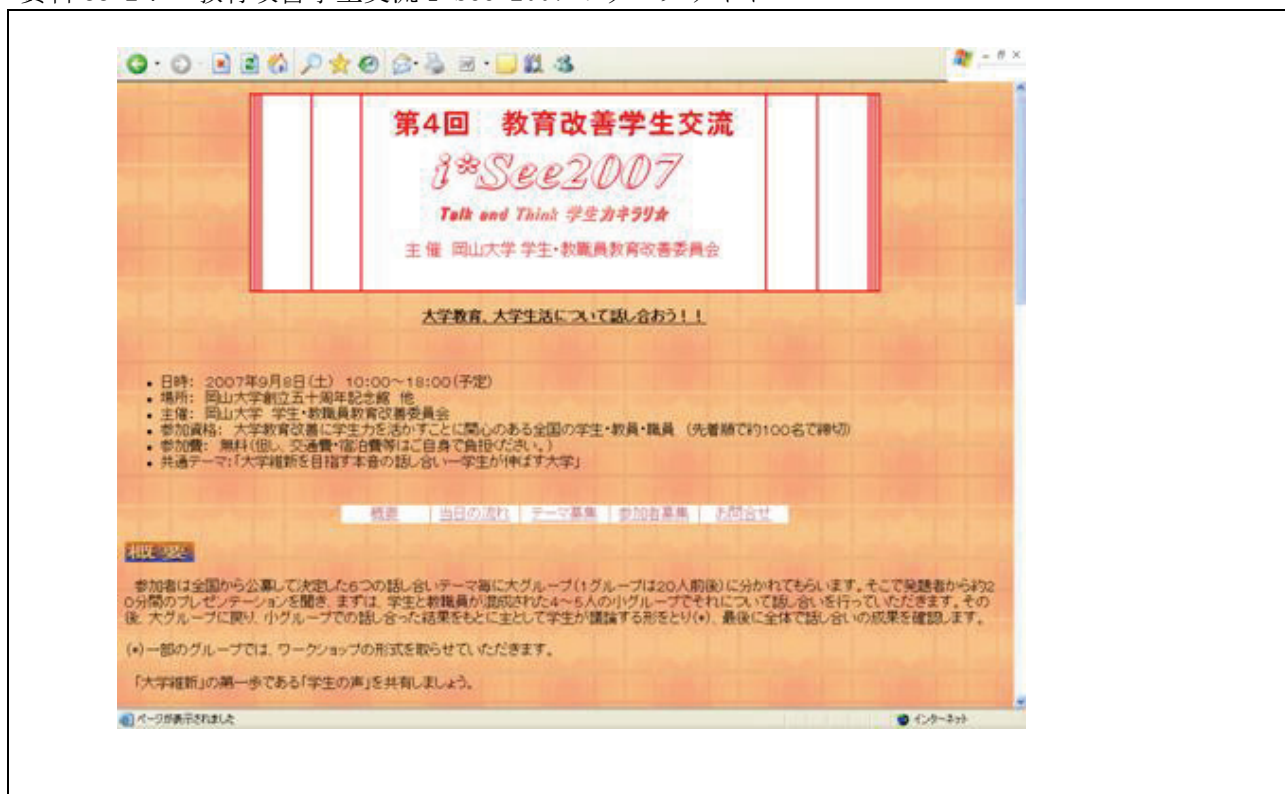 第4回 教育改善学生交流
i*See2007
Talk and Think 学生力キラリ☆
主 催 岡山大学 学生・教職員教育改善委員会
大学教育、大学生活について話し合おう！！
• 日時: 2007年9月8日(土) 10:00～18:00(予定)
• 場所: 岡山大学創立五十周年記念館 他
• 主催: 岡山大学 学生・教職員教育改善委員会
• 参加資格: 大学教育改善に学生力を活かすことに関心のある全国の学生・教員・職員 (先着順で約100名で締切)
• 参加費: 無料(但し、交通費・宿泊費等はご自身で負担ください。)
• 共通テーマ:「大学維新を目指す本音の話し合いー学生が伸ばす大学」
概要 当日の流れ テーマ募集 参加者募集 お問合せ
概 要
参加者は全国から公募して決定した6つの話し合いテーマ毎に大グループ(1グループは20人前後)に分かれてもらいます。そこで発題者から約2
0分間のプレゼンテーションを聞き、まずは、学生と教職員が混成された4～5人の小グループでそれについて話し合いを行っていただきます。その
後、大グループに戻り、小グループでの話し合った結果をもとに主として学生が議論する形をとり(*)、最後に全体で話し合いの成果を確認します。
(*)一部のグループでは、ワークショップの形式を取らせていただきます。
「大学維新」の第一歩である「学生の声」を共有しましょう。
ページが表示されました インターネット